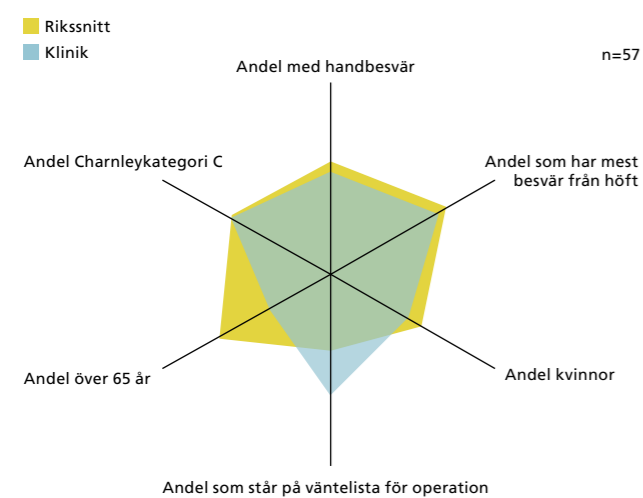 Rikssnitt
Klinik
n=57
Andel med handbesvär
Andel Charnleykategori C
Andel som har mest
besvär från höft
Andel över 65 år
Andel kvinnor
Andel som står på väntelista för operation